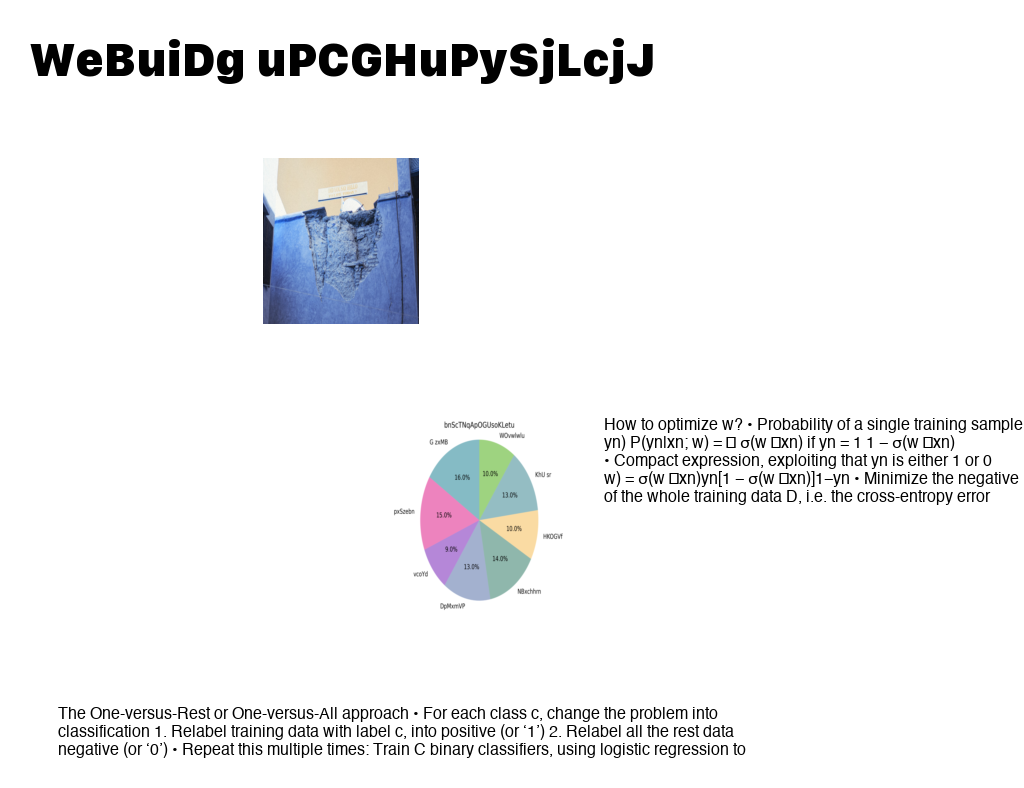 WeBuiDg uPCGHuPySjLcjJ
bnScTNqApOGUsoKLetu
WOvwlwlu
G zxMB
KhU sr
16.0%
10.0%
13.0%
pxSzebn
15.0%
10.0%
HKOGVf
9.0%
14.0%
13.0%
vcoYd
NBxchhm
DpMxmVP
How to optimize w? • Probability of a single training sample
yn) P(yn|xn; w) = � σ(w �xn) if yn = 1 1 − σ(w �xn)
• Compact expression, exploiting that yn is either 1 or 0
w) = σ(w �xn)yn[1 − σ(w �xn)]1−yn • Minimize the negative
of the whole training data D, i.e. the cross-entropy error
The One-versus-Rest or One-versus-All approach • For each class c, change the problem into
classification 1. Relabel training data with label c, into positive (or ‘1’) 2. Relabel all the rest data
negative (or ‘0’) • Repeat this multiple times: Train C binary classifiers, using logistic regression to